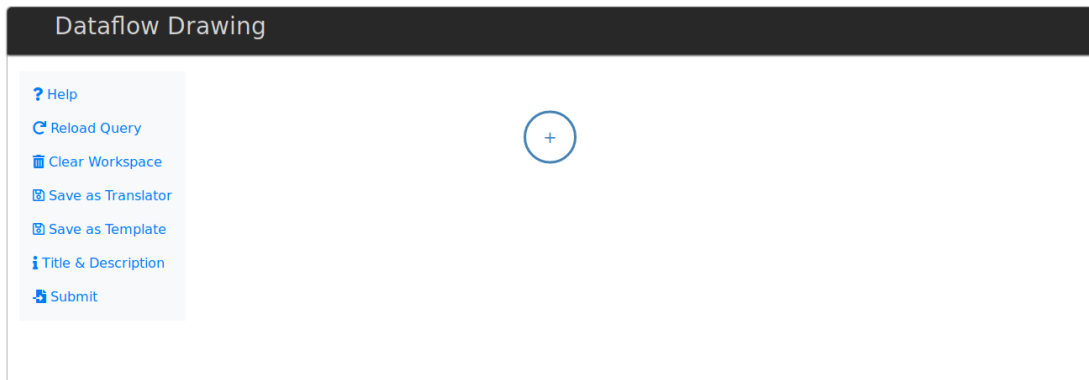 Dataflow Drawing
Help
Reload Query
Clear Workspace
Save as Translator
Save as Template
Title & Description
Submit
+